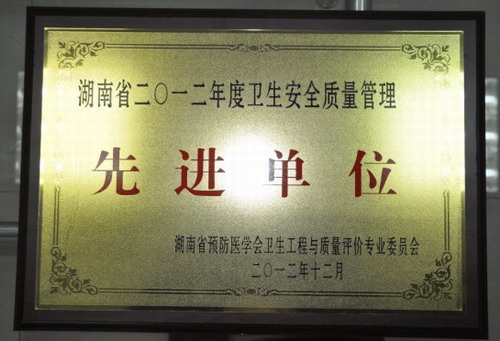 湖南省二〇一二年度卫生安全质量管理
先进单位
湖南省预防医学会卫生工程与质量评价专业委员会
二〇一二年十二月